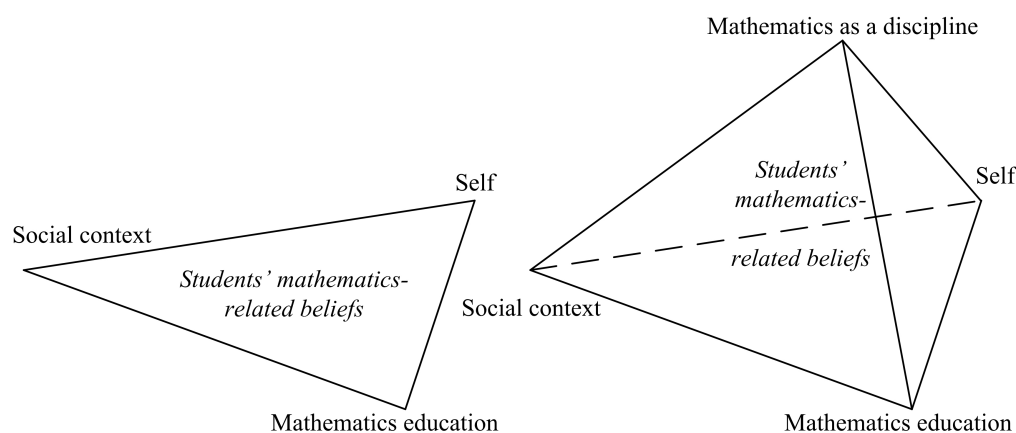 Self
Social context
Students’ mathematics-
related beliefs
Mathematics education
Mathematics as a discipline
Self
Students’
mathematics-
related beliefs
Social context
Mathematics education